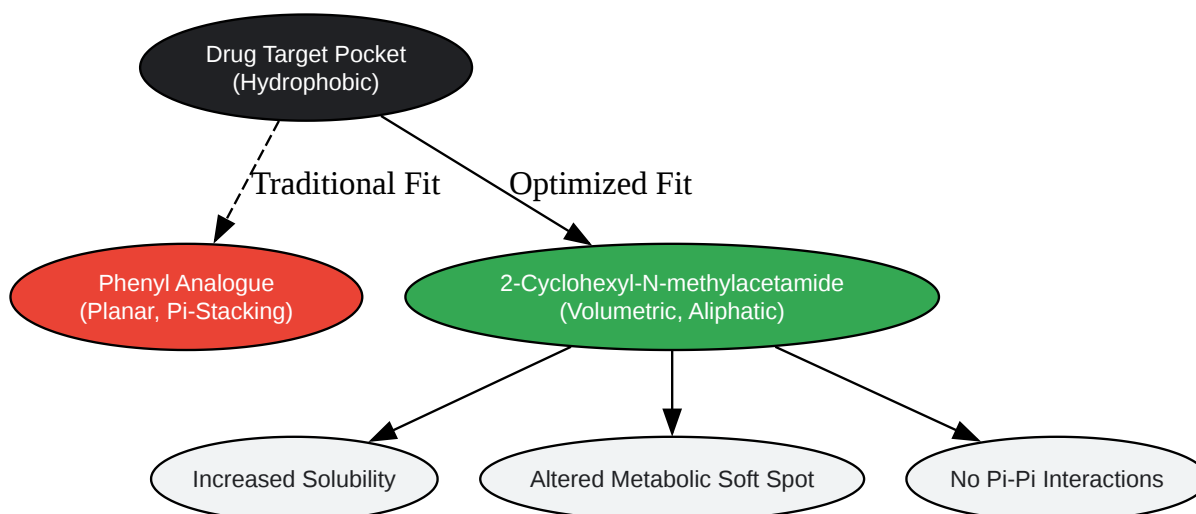 Drug Target Pocket
(Hydrophobic)
Traditional Fit
Optimized Fit
Phenyl Analogue
(Planar, Pi-Stacking)
2-Cyclohexyl-N-methylacetamide
(Volumetric, Aliphatic)
Increased Solubility
Altered Metabolic Soft Spot
No Pi-Pi Interactions